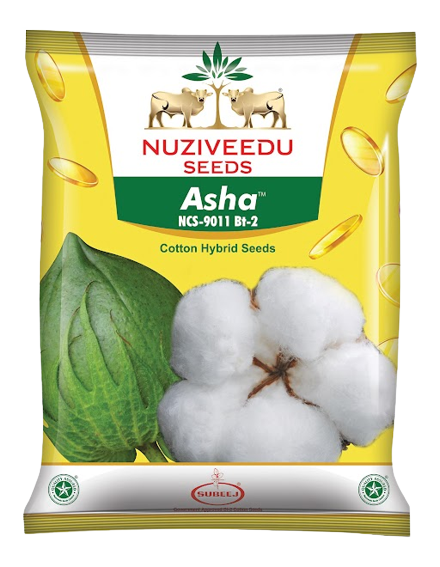 NUZIVEEDU
SEEDS
Asha™
NCS-9011 Bt-2
Cotton Hybrid Seeds
SUBEEJ